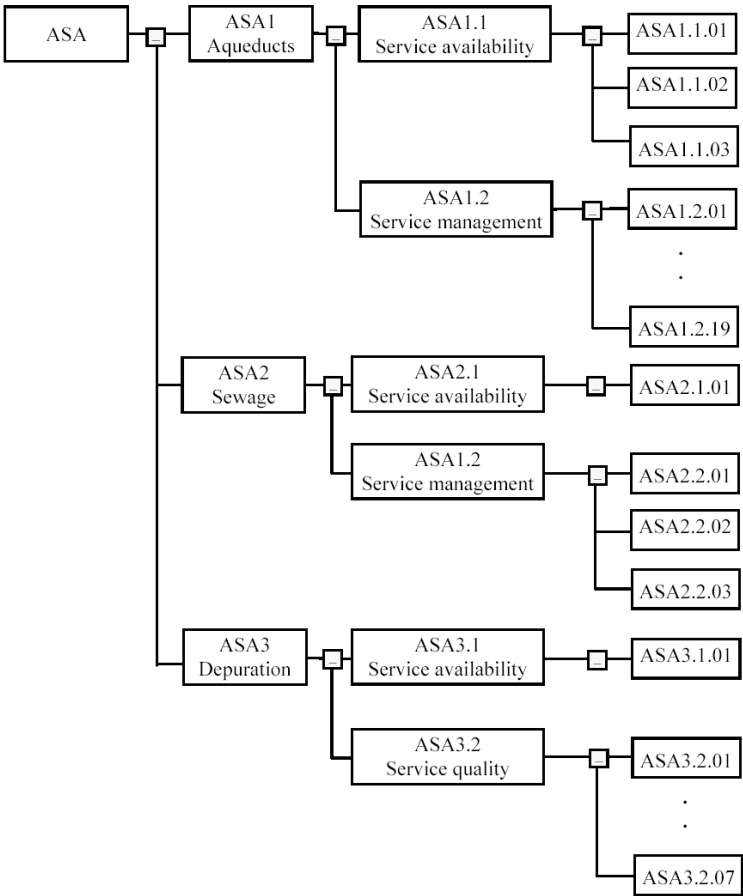 ASA
ASA1
Aqueducts
ASA1.1
Service availability
ASA1.1.01
ASA1.1.02
ASA1.1.03
ASA1.2
Service management
ASA1.2.01
.
.
ASA1.2.19
ASA2
Sewage
ASA2.1
Service availability
ASA2.1.01
ASA1.2
Service management
ASA2.2.01
ASA2.2.02
ASA2.2.03
ASA3
Depuration
ASA3.1
Service availability
ASA3.1.01
ASA3.2
Service quality
ASA3.2.01
.
.
ASA3.2.07